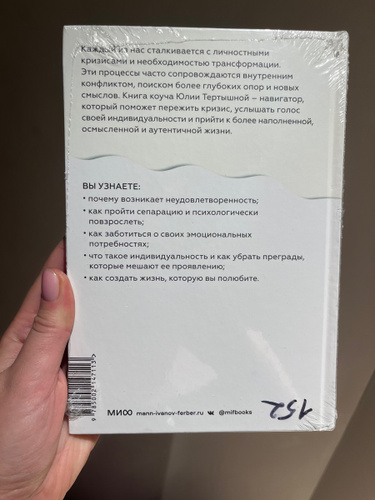 Каждый из нас сталкивается с личностными
кризисами и необходимостью трансформации.
Эти процессы часто сопровождаются внутренним
конфликтом, поиском более глубоких опор и новых
смыслов. Книга коуча Юлии Тертышной – навигатор,
который поможет пережить кризис, услышать голос
своей индивидуальности и прийти к более наполненной,
осмысленной и аутентичной жизни.
ВЫ УЗНАЕТЕ:
• почему возникает неудовлетворенность;
• как пройти сепарацию и психологически
повзрослеть;
• как заботиться о своих эмоциональных
потребностях;
• что такое индивидуальность и как убрать преграды,
которые мешают ее проявлению;
• как создать жизнь, которую вы полюбите.
9 785002 147113 >
МИФ mann-ivanov-ferber.ru @mifbooks
152